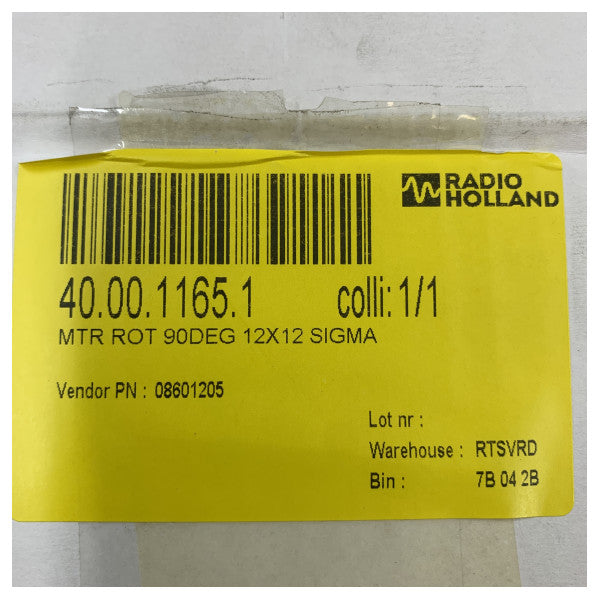 RADIO
HOLLAND
40.00.1165.1 colli: 1/1
MTR ROT 90DEG 12X12 SIGMA
Vendor PN : 08601205
Lot nr :
Warehouse : RTSVRD
Bin : 7B 04 2B